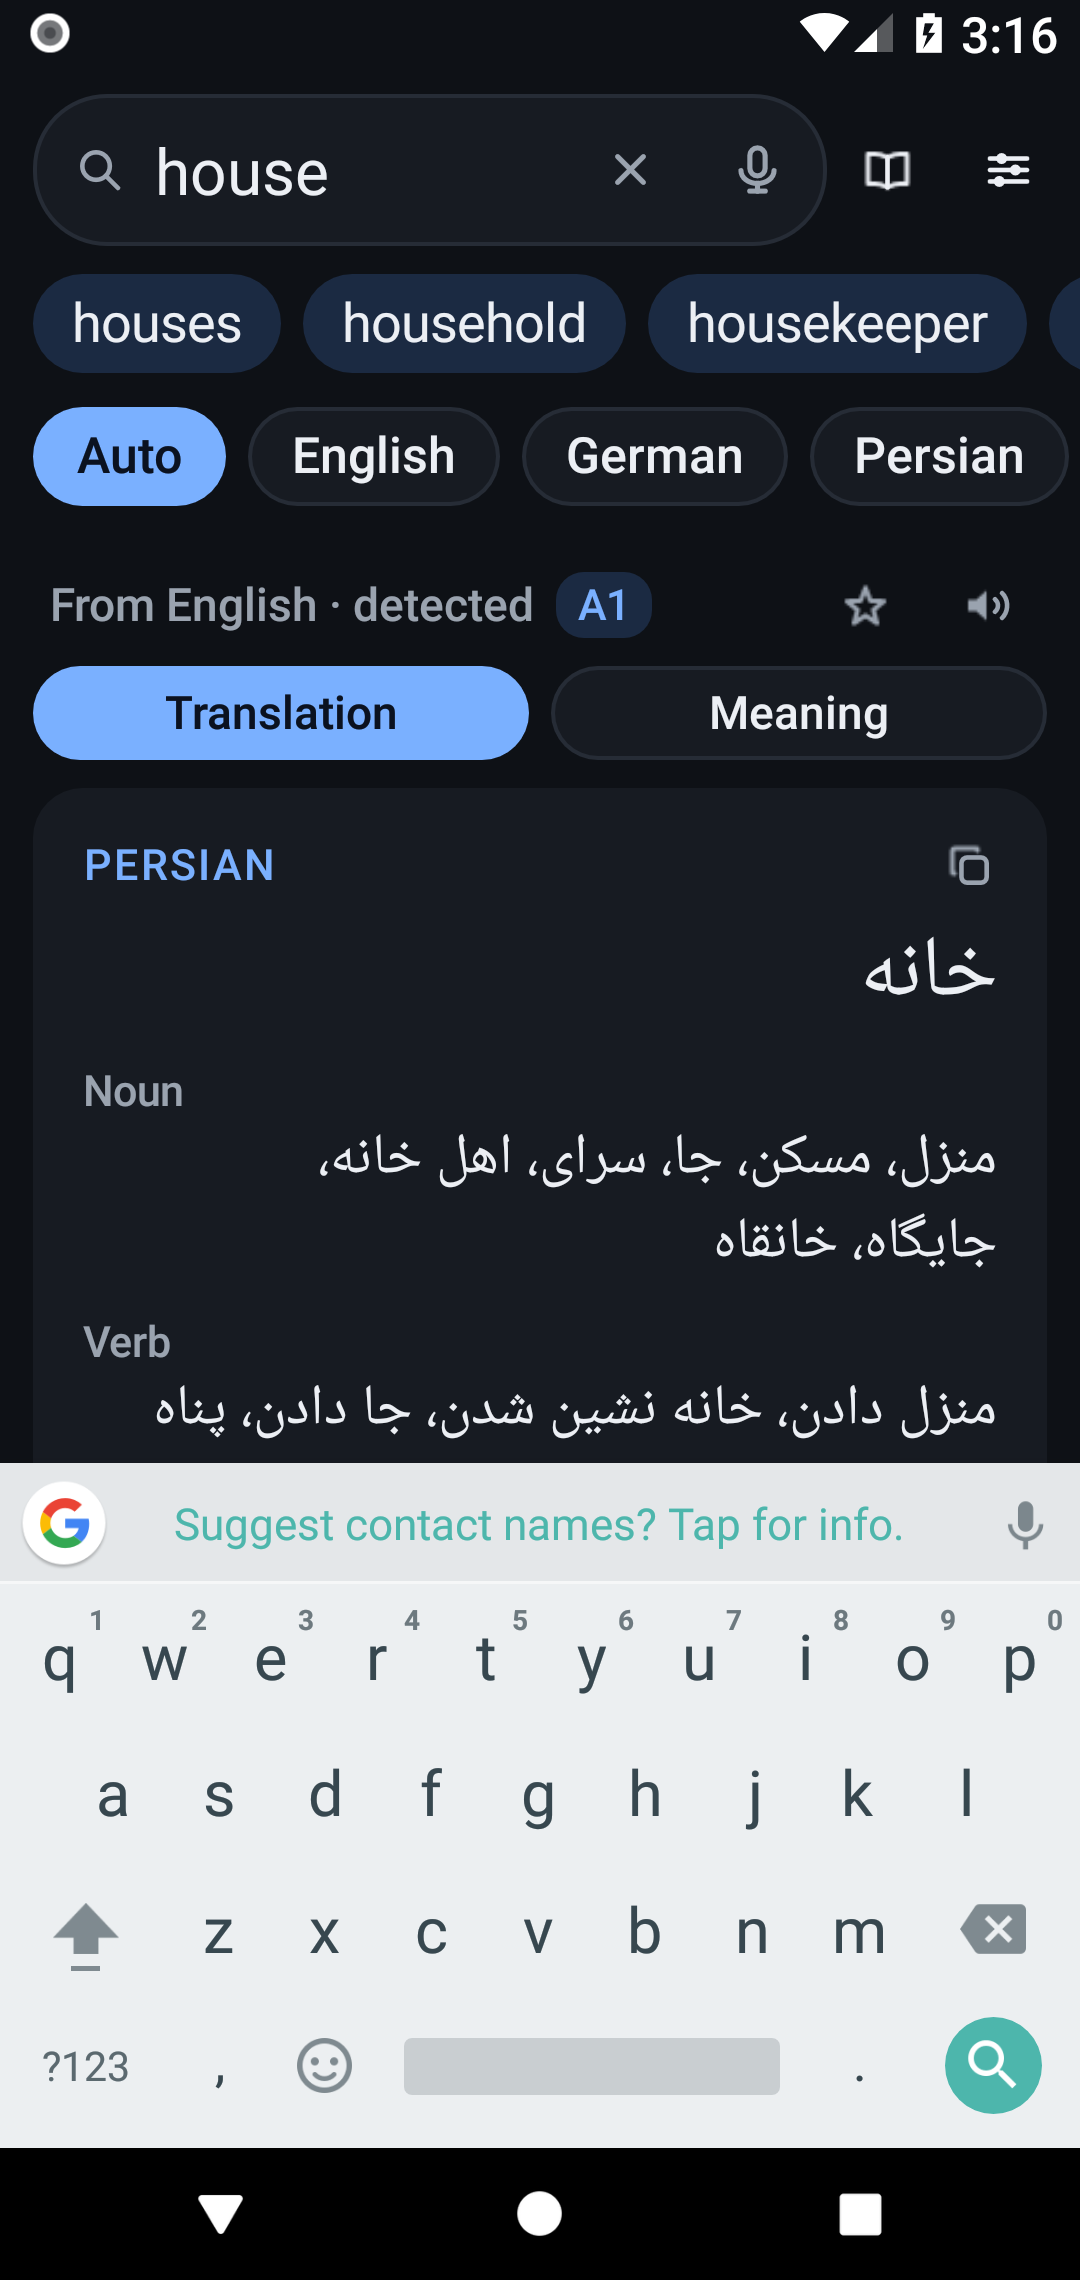 3:16
house
houses household housekeeper
Auto English German Persian
From English · detected A1
Translation Meaning
PERSIAN
خانه
Noun
منزل، مسکن، جا، سرای، اهل خانه،
جایگاه، خانقاه
Verb
منزل دادن، خانه نشین شدن، جا دادن، پناه
Suggest contact names? Tap for info.
1 2 3 4 5 6 7 8 9 0
q w e r t y u i o p
a s d f g h j k l
z x c v b n m
?123 , .